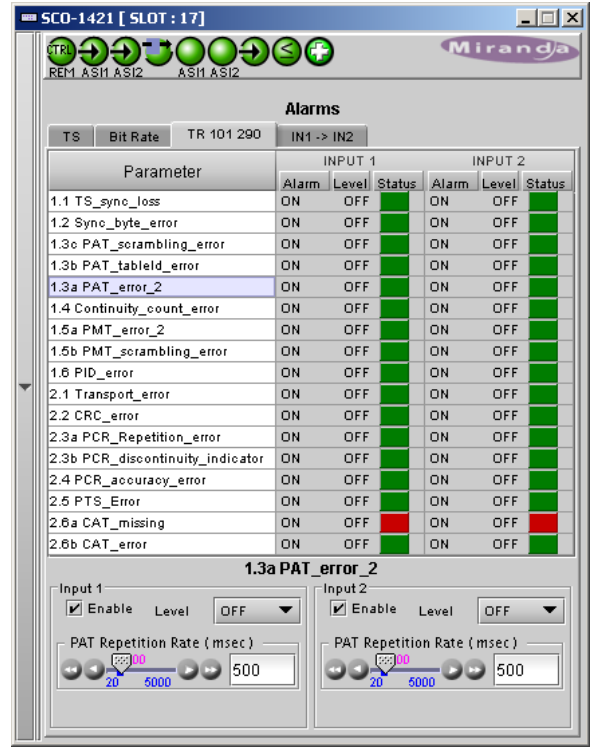 SCO-1421 [ SLOT : 17]
CTRL
REM ASI1 ASI2 ASI1 ASI2
Miranda
Alarms
TS Bit Rate TR 101 290 IN1 -> IN2
Parameter INPUT 1 INPUT 2
Alarm Level Status Alarm Level Status
1.1 TS_sync_loss ON OFF ON OFF
1.2 Sync_byte_error ON OFF ON OFF
1.3c PAT_scrambling_error ON OFF ON OFF
1.3b PAT_tableId_error ON OFF ON OFF
1.3a PAT_error_2 ON OFF ON OFF
1.4 Continuity_count_error ON OFF ON OFF
1.5a PMT_error_2 ON OFF ON OFF
1.5b PMT_scrambling_error ON OFF ON OFF
1.6 PID_error ON OFF ON OFF
2.1 Transport_error ON OFF ON OFF
2.2 CRC_error ON OFF ON OFF
2.3a PCR_Repetition_error ON OFF ON OFF
2.3b PCR_discontinuity_indicator ON OFF ON OFF
2.4 PCR_accuracy_error ON OFF ON OFF
2.5 PTS_Error ON OFF ON OFF
2.6a CAT_missing ON OFF ON OFF
2.6b CAT_error ON OFF ON OFF
1.3a PAT_error_2
Input 1 Input 2
Enable Level OFF Enable Level OFF
PAT Repetition Rate ( msec ) PAT Repetition Rate ( msec )
500 500
20 5000 20 5000